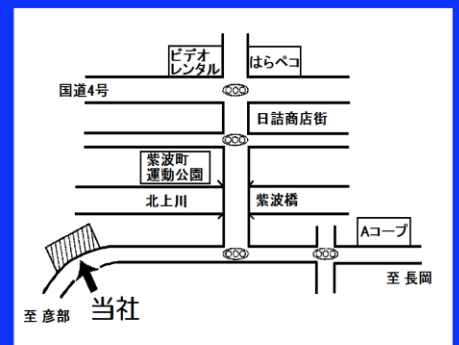 ビデオ
レンタル
はらペコ
国道4号
日詰商店街
紫波町
運動公園
北上川
紫波橋
Aコープ
至 長岡
当社
至 彦部